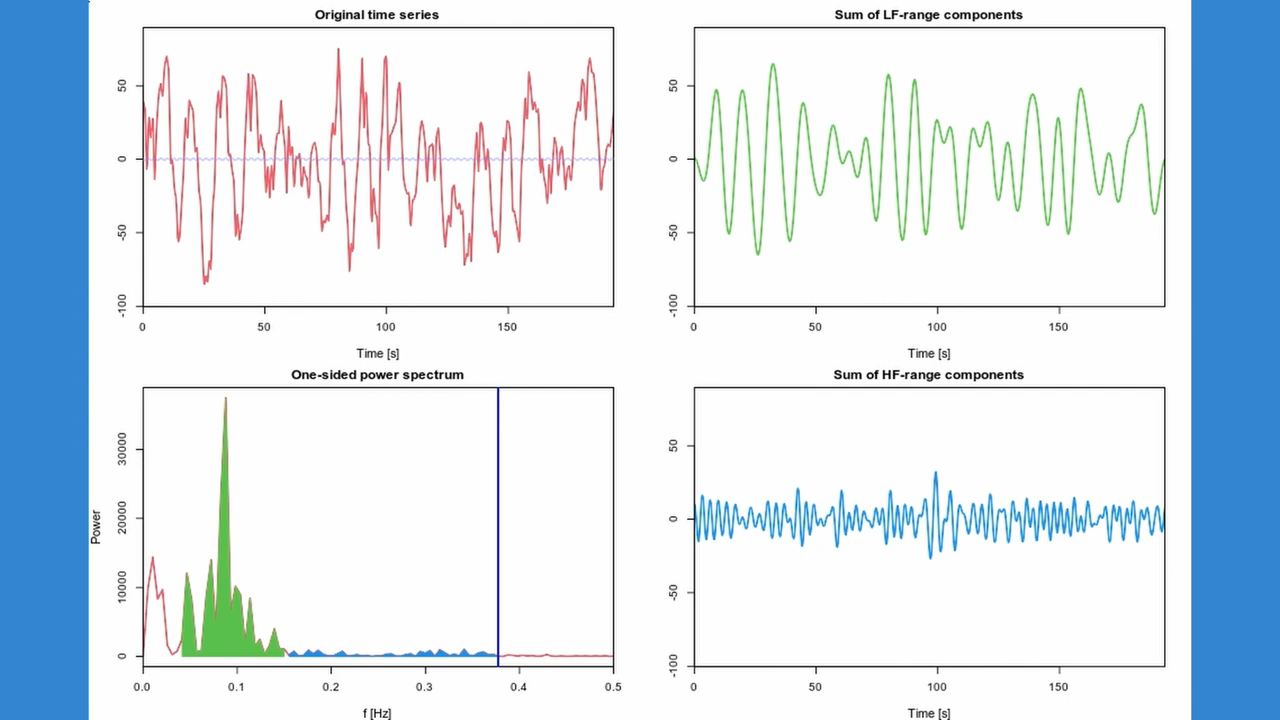 Original time series
50
0
-50
-100
0 50 100 150
Time [s]
Sum of LF-range components
50
0
-50
-100
0 50 100 150
Time [s]
One-sided power spectrum
Power
30000
20000
10000
0
0.0 0.1 0.2 0.3 0.4 0.5
f [Hz]
Sum of HF-range components
50
0
-50
-100
0 50 100 150
Time [s]